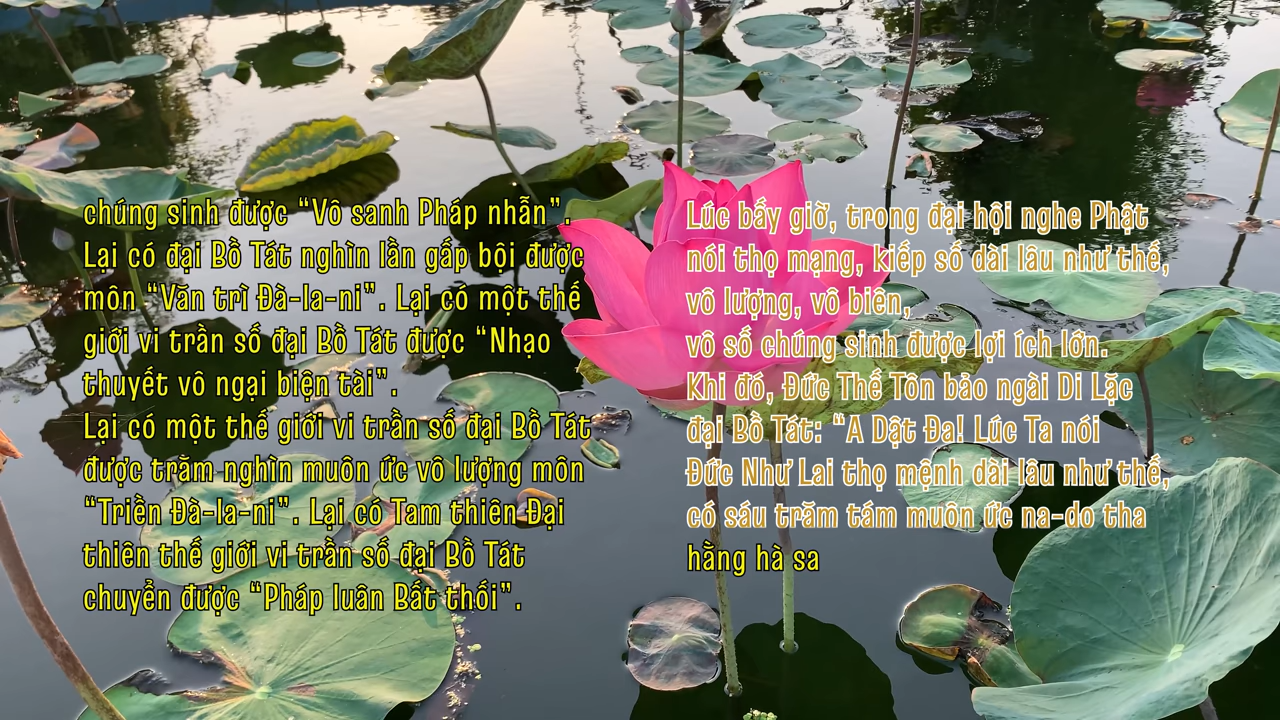 chúng sinh được “Vô sanh Pháp nhẫn”.
Lại có đại Bồ Tát nghìn lần gấp bội được
môn “Văn trì Đà-la-ni”. Lại có một thế
giới vi trần số đại Bồ Tát được “Nhạo
thuyết vô ngại biện tài”.
Lại có một thế giới vi trần số đại Bồ Tát
được trăm nghìn muôn ức vô lượng môn
“Triền Đà-la-ni”. Lại có Tam thiên Đại
thiên thế giới vi trần số đại Bồ Tát
chuyển được “Pháp luân Bất thối”.
Lúc bấy giờ, trong đại hội nghe Phật
nói thọ mạng, kiếp số dài lâu như thế,
vô lượng, vô biên,
vô số chúng sinh được lợi ích lớn.
Khi đó, Đức Thế Tôn bảo ngài Di Lặc
đại Bồ Tát: “A Dật Đa! Lúc Ta nói
Đức Như Lai thọ mệnh dài lâu như thế,
có sáu trăm tám muôn ức na-do tha
hằng hà sa